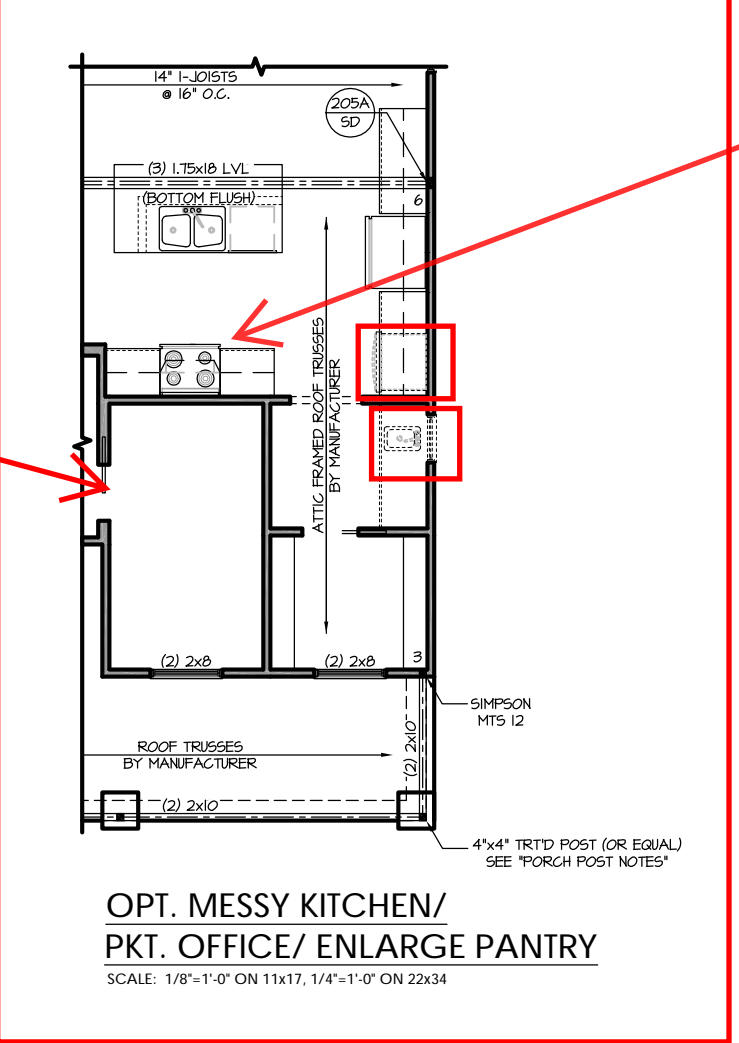 14" I-JOISTS
@ 16" O.C.
205A
SD
(3) 1.75x18 LVL
(BOTTOM FLUSH)
6
ATTIC FRAMED ROOF TRUSSES
BY MANUFACTURER
(2) 2x8
(2) 2x8
3
SIMPSON
MTS 12
(2) 2x10
ROOF TRUSSES
BY MANUFACTURER
(2) 2x10
4"x4" TRT'D POST (OR EQUAL)
SEE "PORCH POST NOTES"
OPT. MESSY KITCHEN/
PKT. OFFICE/ ENLARGE PANTRY
SCALE: 1/8"=1'-0" ON 11x17, 1/4"=1'-0" ON 22x34